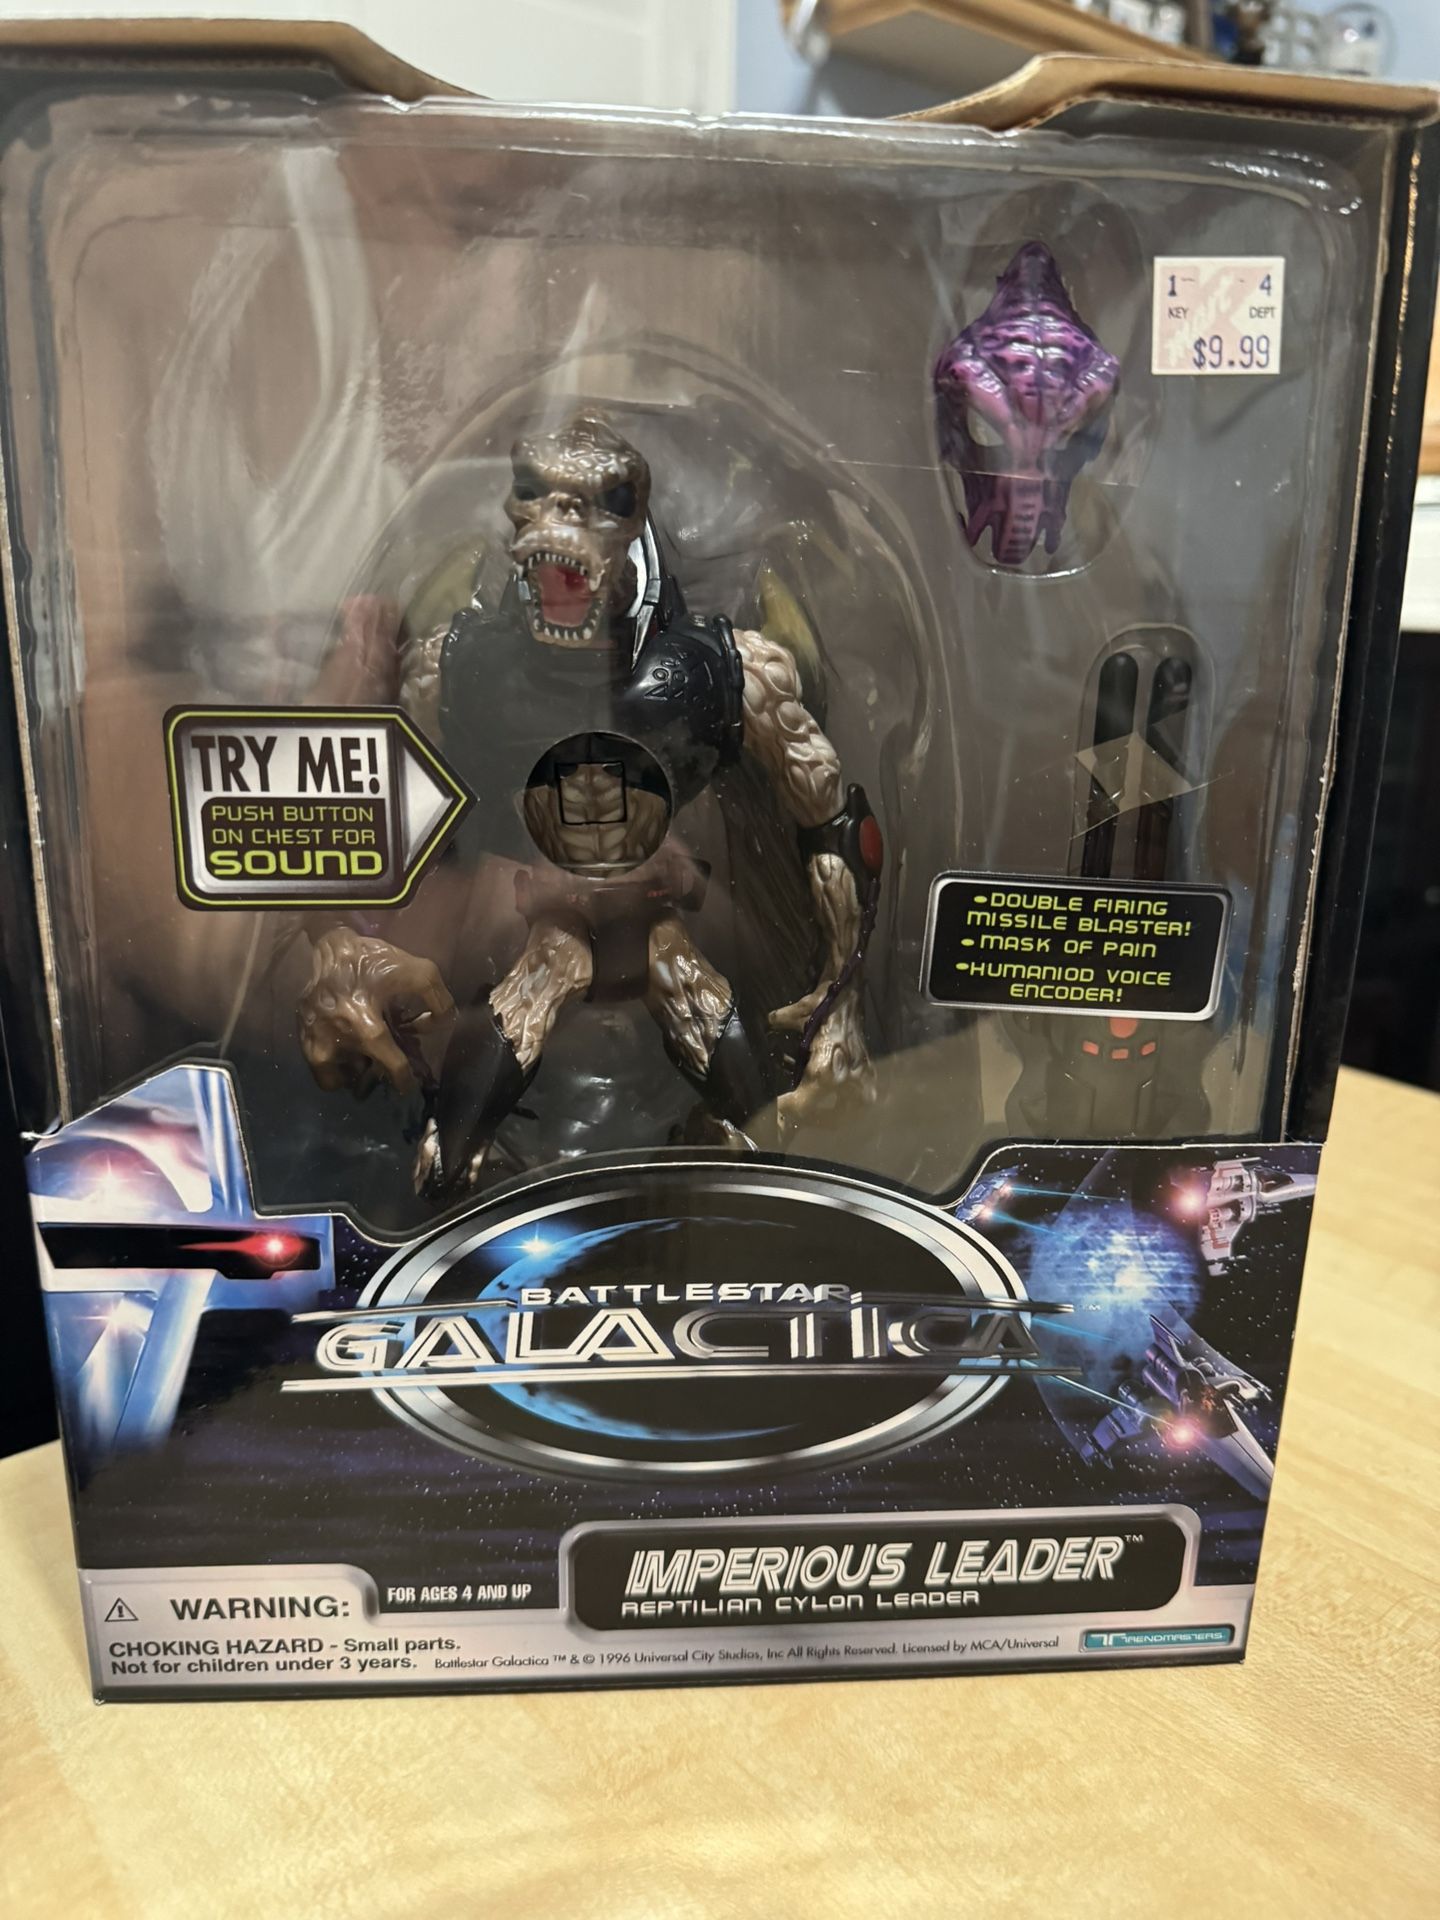 1 4
KEY DEPT
$9.99
TRY ME!
PUSH BUTTON
ON CHEST FOR
SOUND
•DOUBLE FIRING
MISSILE BLASTER!
•MASK OF PAIN
•HUMANIOD VOICE
ENCODER!
BATTLESTAR
GALACTICA™
IMPERIOUS LEADER™
REPTILIAN CYLON LEADER
FOR AGES 4 AND UP
⚠ WARNING:
CHOKING HAZARD - Small parts.
Not for children under 3 years.
Battlestar Galactica ™ & © 1996 Universal City Studios, Inc All Rights Reserved. Licensed by MCA/Universal
TRENDMASTERS